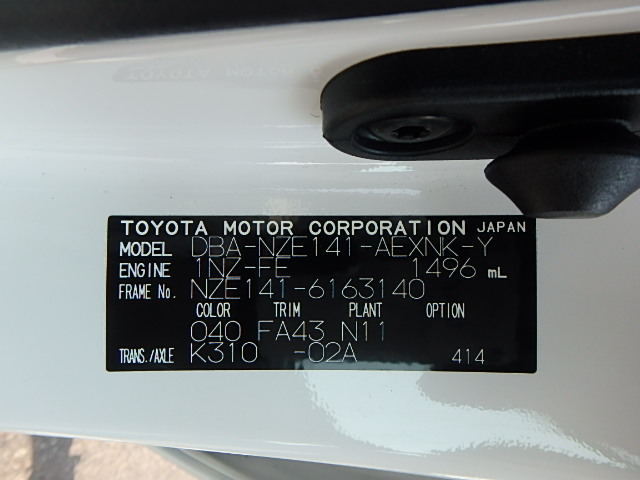 TOYOTA MOTOR CORPORATION JAPAN
MODEL DBA-NZE141-AEXNK-Y
ENGINE 1NZ-FE 1496 mL
FRAME No. NZE141-6163140
COLOR TRIM PLANT OPTION
040 FA43 N11
TRANS./AXLE K310 -02A 414